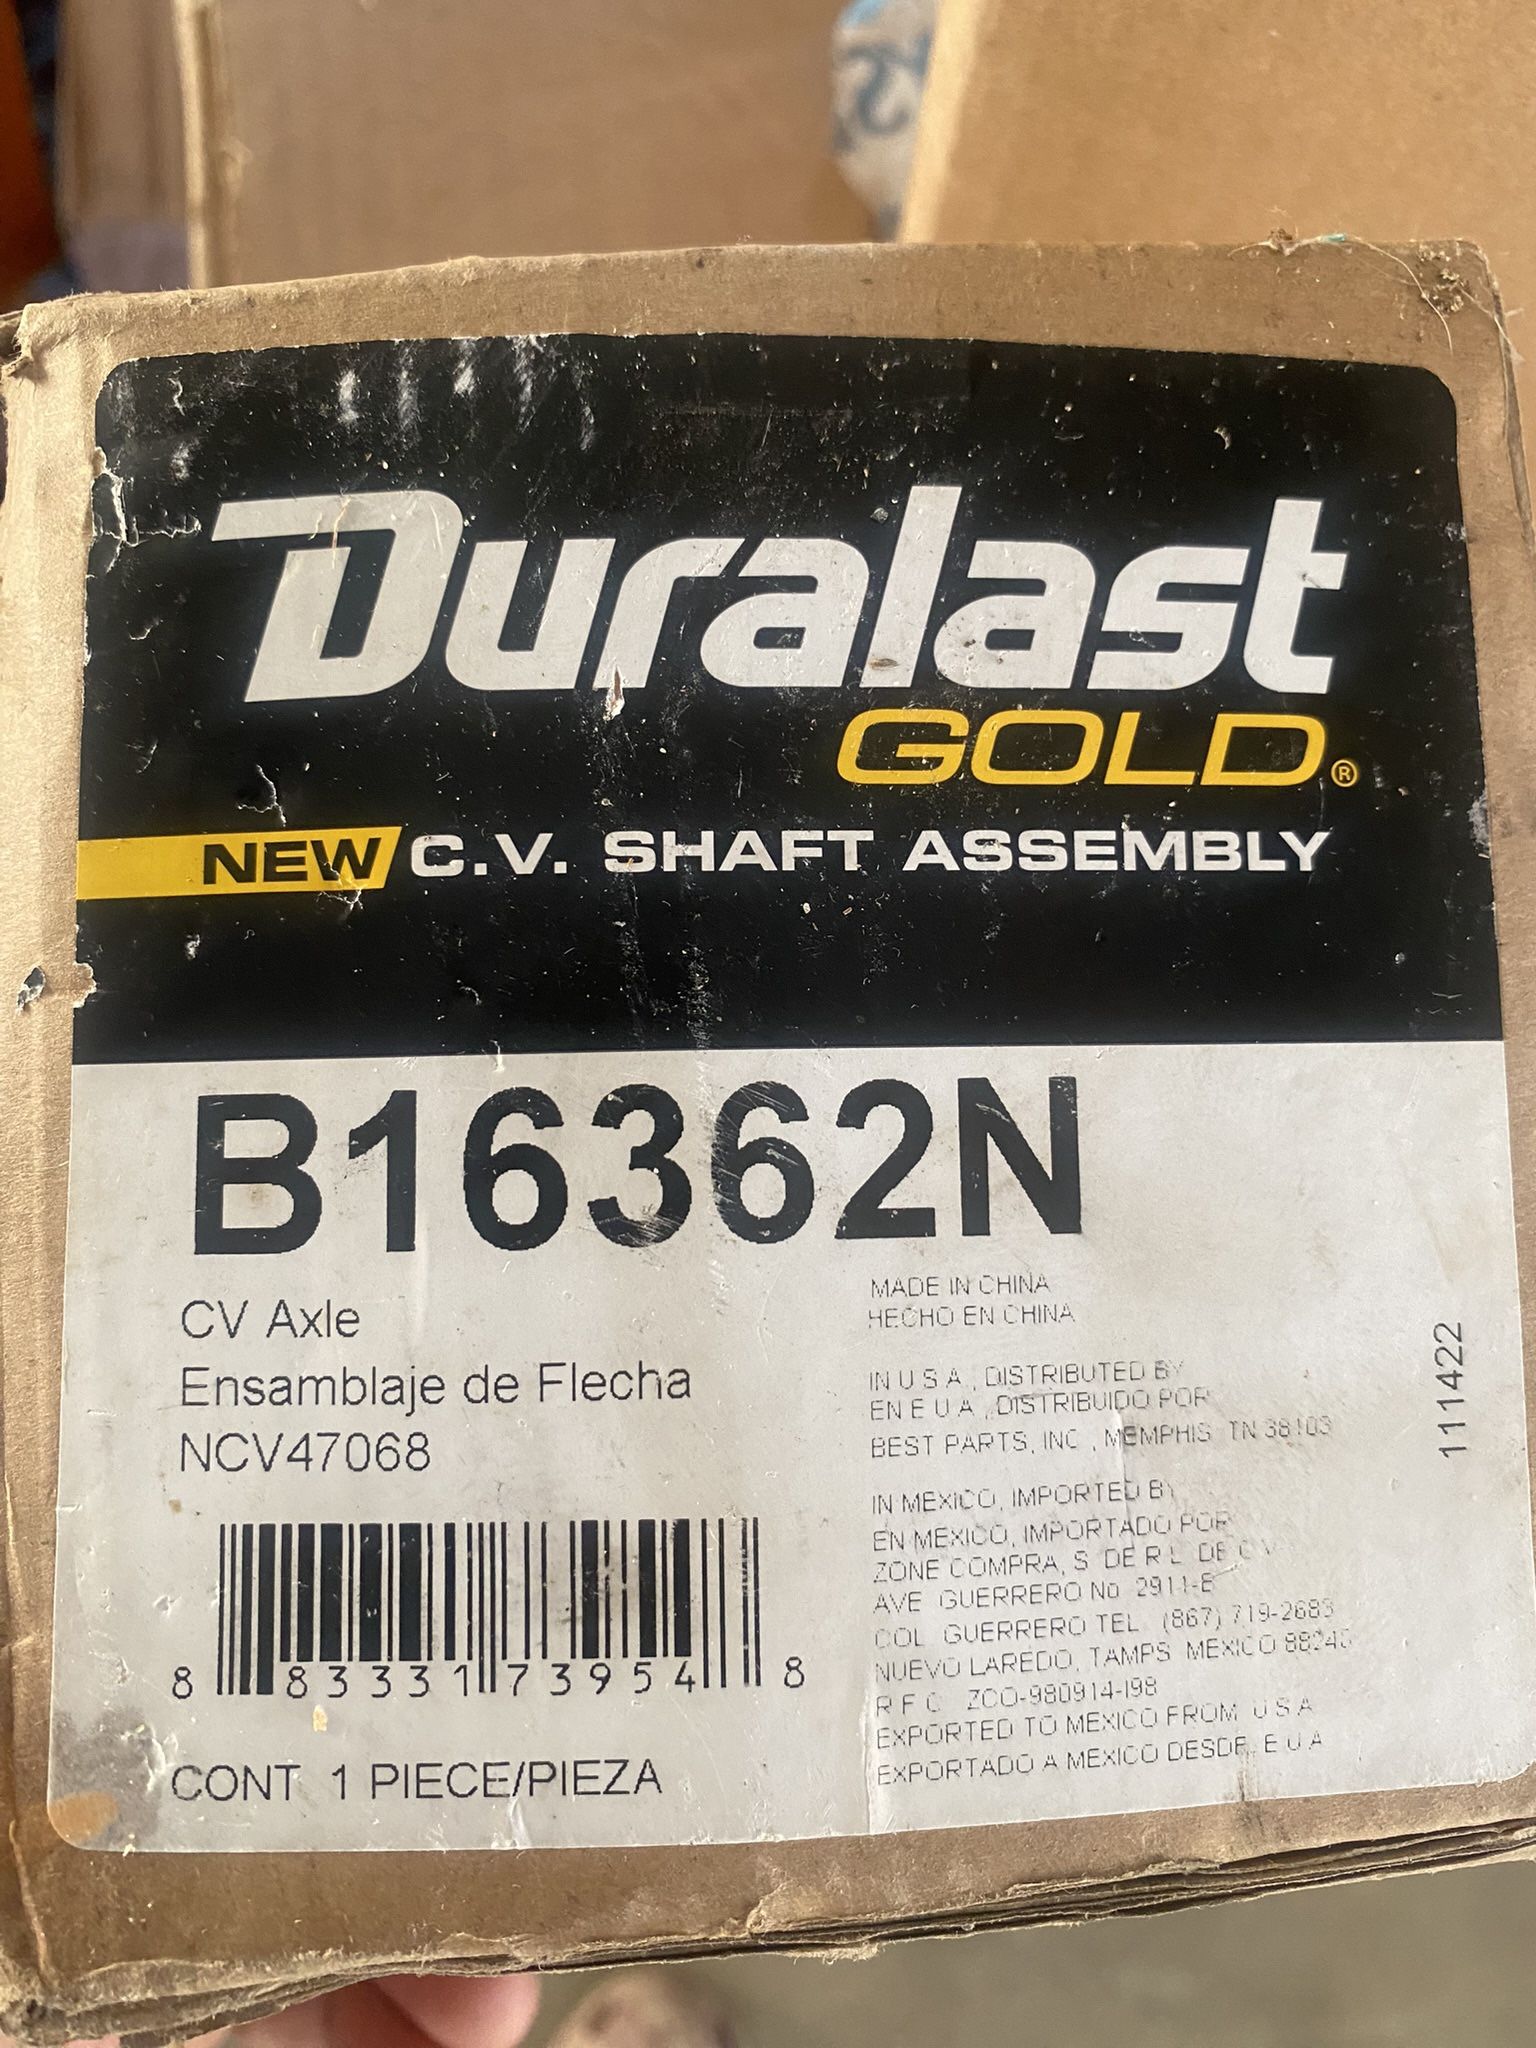 Duralast
GOLD®
NEW C.V. SHAFT ASSEMBLY
B16362N
CV Axle
Ensamblaje de Flecha
NCV47068
8 83331 73954 8
CONT 1 PIECE/PIEZA
MADE IN CHINA
HECHO EN CHINA
IN U S A , DISTRIBUTED BY
EN E U A , DISTRIBUIDO POR
BEST PARTS, INC , MEMPHIS TN 38103
IN MEXICO, IMPORTED BY
EN MEXICO, IMPORTADO POR
ZONE COMPRA, S DE R L DE C V
AVE GUERRERO No 2911-B
COL GUERRERO TEL (867) 719-2683
NUEVO LAREDO, TAMPS MEXICO 88240
R F C ZCO-980914-I98
EXPORTED TO MEXICO FROM U S A
EXPORTADO A MEXICO DESDE E U A
111422